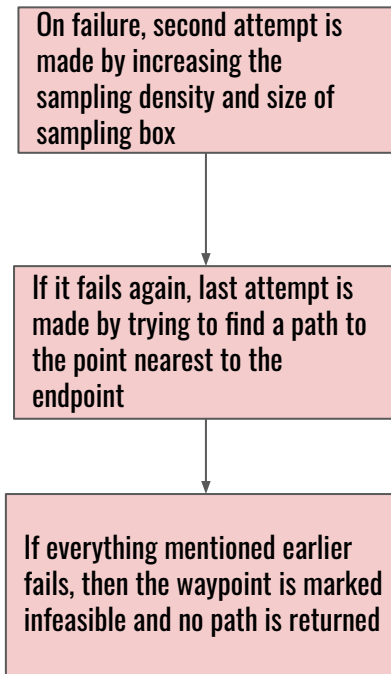 On failure, second attempt is
made by increasing the
sampling density and size of
sampling box
If it fails again, last attempt is
made by trying to find a path to
the point nearest to the
endpoint
If everything mentioned earlier
fails, then the waypoint is marked
infeasible and no path is returned